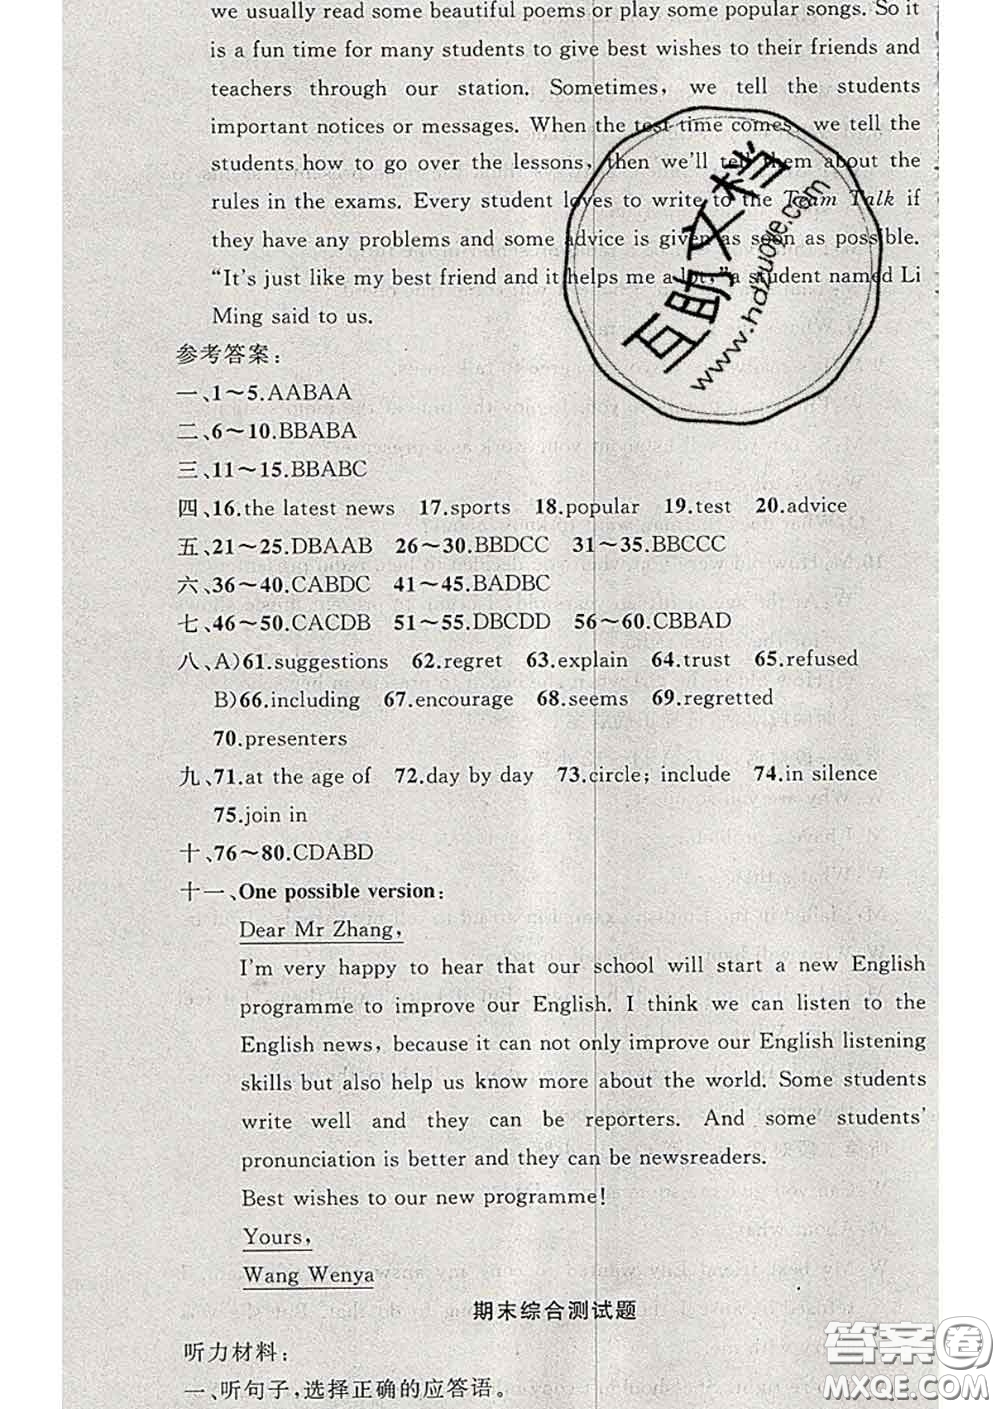 we usually read some beautiful poems or play some popular songs. So it
is a fun time for many students to give best wishes to their friends and
teachers through our station. Sometimes, we tell the students
important notices or messages. When the test time comes, we tell the
students how to go over the lessons, then we'll tell them about the
rules in the exams. Every student loves to write to the Team Talk if
they have any problems and some advice is given as soon as possible.
“It's just like my best friend and it helps me a lot,”a student named Li
Ming said to us.
互助文档
www.hdzuoye.com
参考答案：
一、1～5.AABAA
二、6～10.BBABA
三、11～15.BBABC
四、16.the latest news 17.sports 18.popular 19.test 20.advice
五、21～25.DBAAB 26～30.BBDCC 31～35.BBCCC
六、36～40.CABDC 41～45.BADBC
七、46～50.CACDB 51～55.DBCDD 56～60.CBBAD
八、A)61.suggestions 62.regret 63.explain 64.trust 65.refused
B)66.including 67.encourage 68.seems 69.regretted
70.presenters
九、71.at the age of 72.day by day 73.circle; include 74.in silence
75.join in
十、76～80.CDABD
十一、One possible version:
Dear Mr Zhang,
I'm very happy to hear that our school will start a new English
programme to improve our English. I think we can listen to the
English news, because it can not only improve our English listening
skills but also help us know more about the world. Some students
write well and they can be reporters. And some students'
pronunciation is better and they can be newsreaders.
Best wishes to our new programme!
Yours,
Wang Wenya
期末综合测试题
听力材料：
一、听句子，选择正确的应答语。
答案圈
MXQE.COM